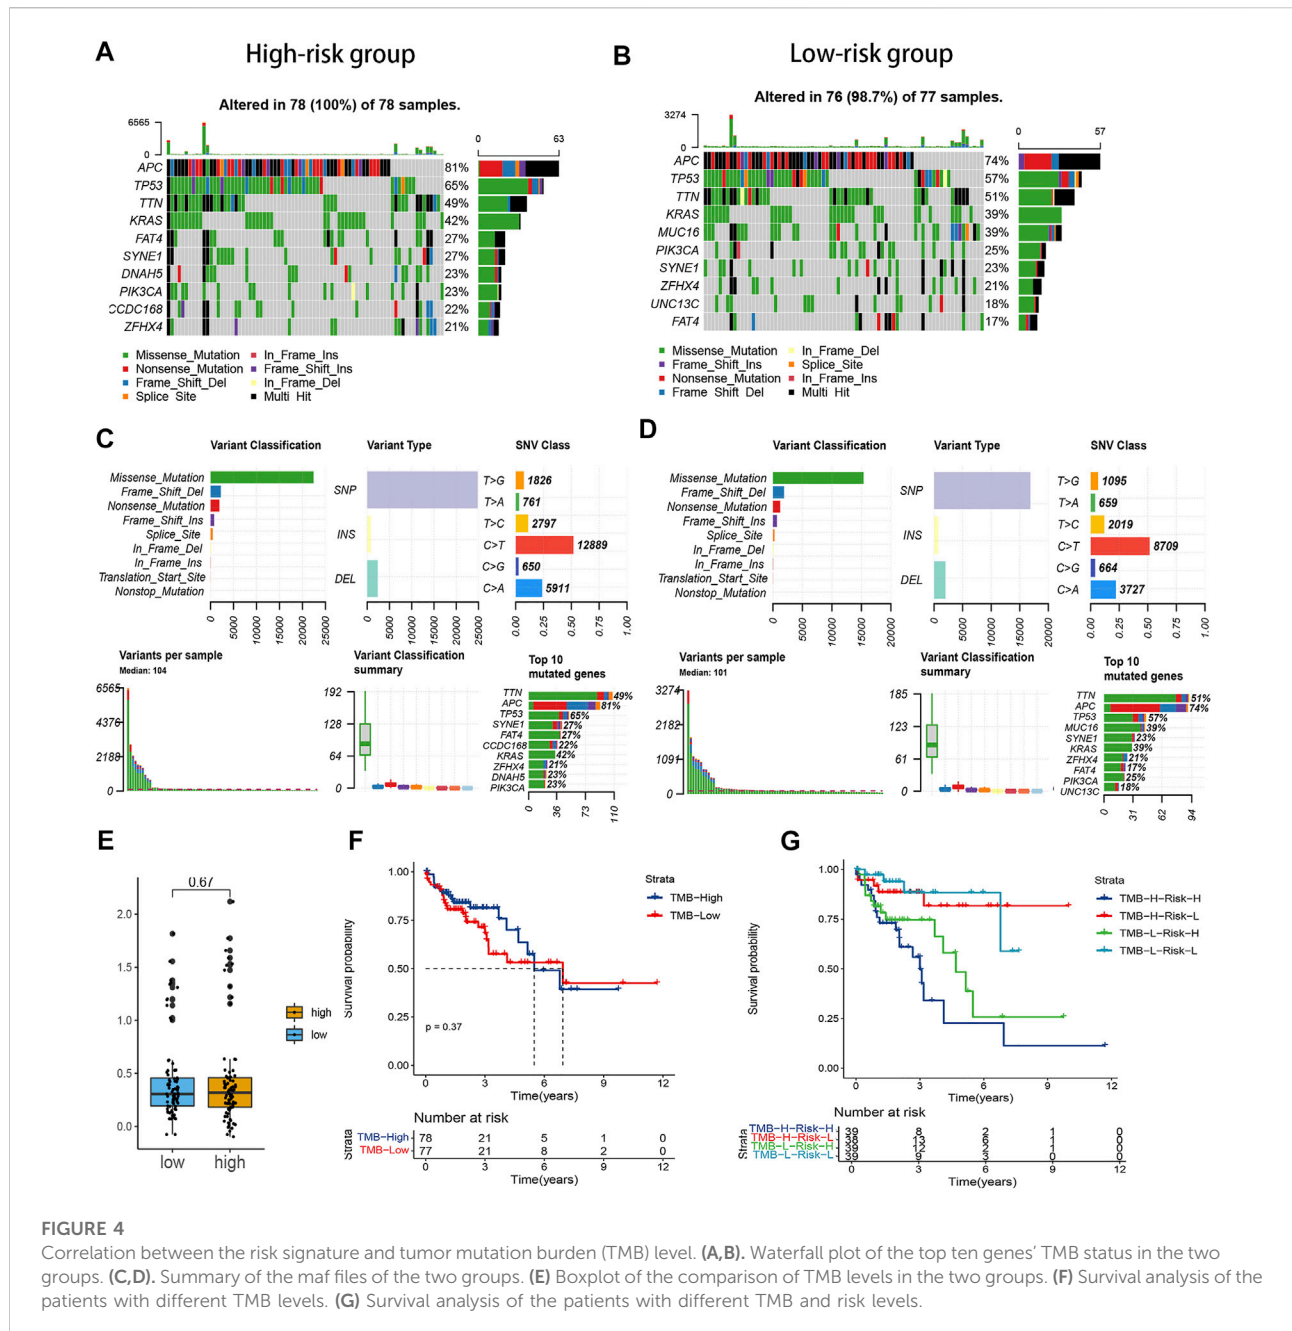 A
High-risk group
Altered in 78 (100%) of 78 samples.
6565
0
0
63
APC 81%
TP53 65%
TTN 49%
KRAS 42%
FAT4 27%
SYNE1 27%
DNAH5 23%
PIK3CA 23%
CCDC168 22%
ZFHX4 21%
Missense_Mutation In_Frame_Ins
Nonsense_Mutation Frame_Shift_Ins
Frame_Shift_Del In_Frame_Del
Splice_Site Multi_Hit
B
Low-risk group
Altered in 76 (98.7%) of 77 samples.
3274
0
0
57
APC 74%
TP53 57%
TTN 51%
KRAS 39%
MUC16 39%
PIK3CA 25%
SYNE1 23%
ZFHX4 21%
UNC13C 18%
FAT4 17%
Missense_Mutation In_Frame_Del
Frame_Shift_Ins Splice_Site
Nonsense_Mutation In_Frame_Ins
Frame_Shift_Del Multi_Hit
C
Variant Classification
Missense_Mutation
Frame_Shift_Del
Nonsense_Mutation
Frame_Shift_Ins
Splice_Site
In_Frame_Del
In_Frame_Ins
Translation_Start_Site
Nonstop_Mutation
0 5000 10000 15000 20000 25000
Variant Type
SNP
INS
DEL
0 5000 10000 15000 20000 25000
SNV Class
T>G 1826
T>A 761
T>C 2797
C>T 12889
C>G 650
C>A 5911
0.00 0.25 0.50 0.75 1.00
Variants per sample
Median: 104
6565
4376
2189
0
Variant Classification
summary
192
128
64
0
Top 10
mutated genes
TTN 49%
APC 81%
TP53 65%
SYNE1 27%
FAT4 27%
CCDC168 22%
KRAS 42%
ZFHX4 21%
DNAH5 23%
PIK3CA 23%
0 36 73 110
D
Variant Classification
Missense_Mutation
Frame_Shift_Del
Nonsense_Mutation
Frame_Shift_Ins
Splice_Site
In_Frame_Del
In_Frame_Ins
Translation_Start_Site
Nonstop_Mutation
0 5000 10000 15000 20000
Variant Type
SNP
INS
DEL
0 5000 10000 15000 20000
SNV Class
T>G 1095
T>A 659
T>C 2019
C>T 8709
C>G 664
C>A 3727
0.00 0.25 0.50 0.75 1.00
Variants per sample
Median: 101
3274
2182
1091
0
Variant Classification
summary
185
123
61
0
Top 10
mutated genes
TTN 51%
APC 74%
TP53 57%
MUC16 39%
SYNE1 23%
KRAS 39%
ZFHX4 21%
FAT4 17%
PIK3CA 25%
UNC13C 18%
0 31 62 94
E
0.67
2.0
1.5
1.0
0.5
0.0
low high
high
low
F
Survival probability
1.00
0.75
0.50
0.25
0.00
p = 0.37
0 3 6 9 12
Time(years)
Strata
TMB-High
TMB-Low
Number at risk
Strata
TMB-High 78 21 5 1 0
TMB-Low 77 21 8 2 0
0 3 6 9 12
Time(years)
G
Survival probability
1.00
0.75
0.50
0.25
0.00
0 3 6 9 12
Time(years)
Strata
TMB-H-Risk-H
TMB-H-Risk-L
TMB-L-Risk-H
TMB-L-Risk-L
Number at risk
Strata
TMB-H-Risk-H 39 8 2 1 0
TMB-H-Risk-L 38 13 6 1 0
TMB-L-Risk-H 39 12 2 1 0
TMB-L-Risk-L 39 9 3 0 0
0 3 6 9 12
Time(years)
FIGURE 4
Correlation between the risk signature and tumor mutation burden (TMB) level. (A,B). Waterfall plot of the top ten genes' TMB status in the two
groups. (C,D). Summary of the maf files of the two groups. (E) Boxplot of the comparison of TMB levels in the two groups. (F) Survival analysis of the
patients with different TMB levels. (G) Survival analysis of the patients with different TMB and risk levels.